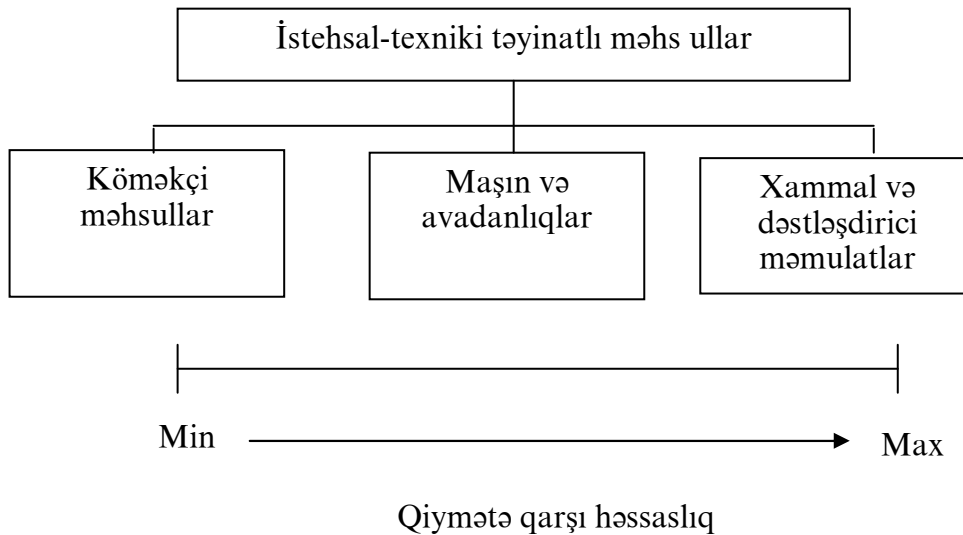 İstehsal-texniki təyinatlı məhs ullar
Köməkçi
məhsullar
Maşın və
avadanlıqlar
Xammal və
dəstləşdirici
məmulatlar
Min
Max
Qiymətə qarşı həssaslıq